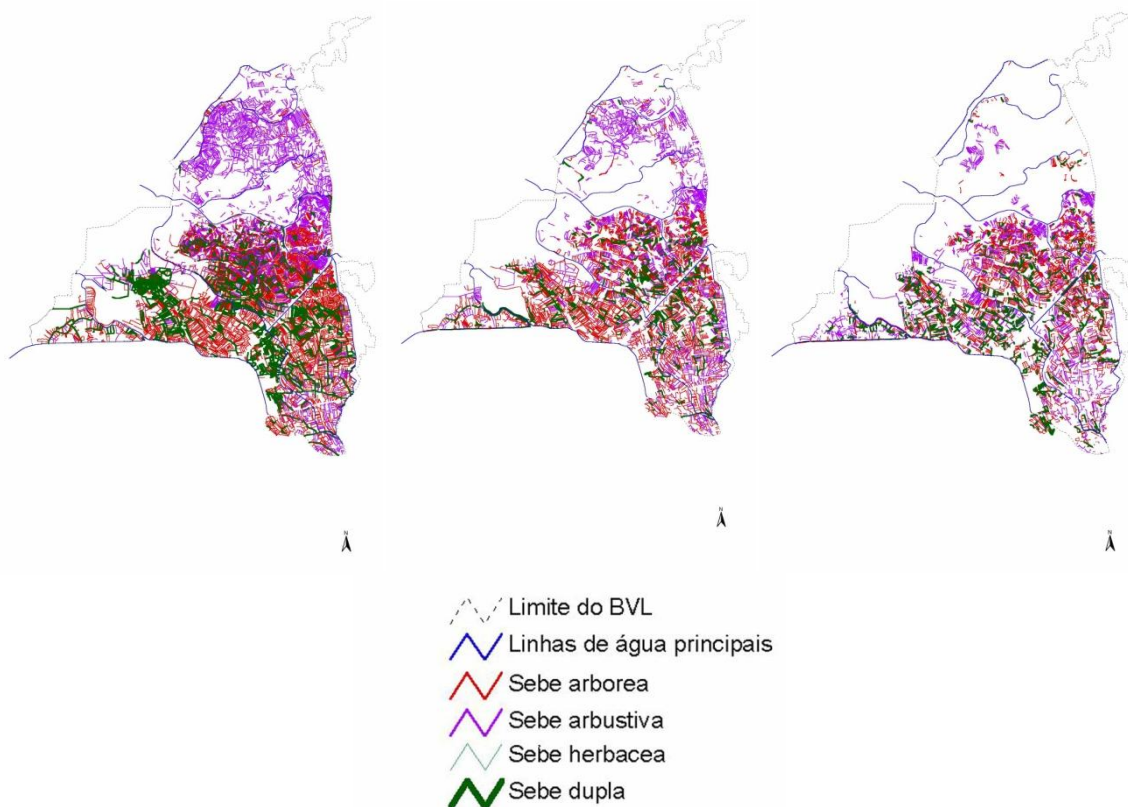 N
N
N
Limite do BVL
Linhas de água principais
Sebe arborea
Sebe arbustiva
Sebe herbacea
Sebe dupla